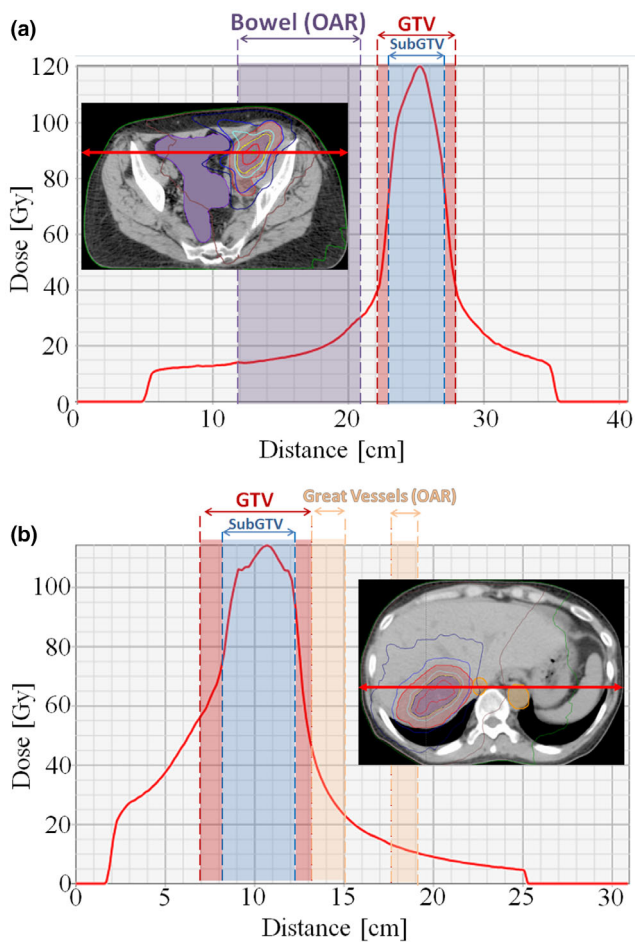 (a)
Bowel (OAR)
GTV
SubGTV
120
100
80
60
40
20
0
Dose [Gy]
0 10 20 30 40
Distance [cm]
(b)
GTV
Great Vessels (OAR)
SubGTV
100
80
60
40
20
0
Dose [Gy]
0 5 10 15 20 25 30
Distance [cm]